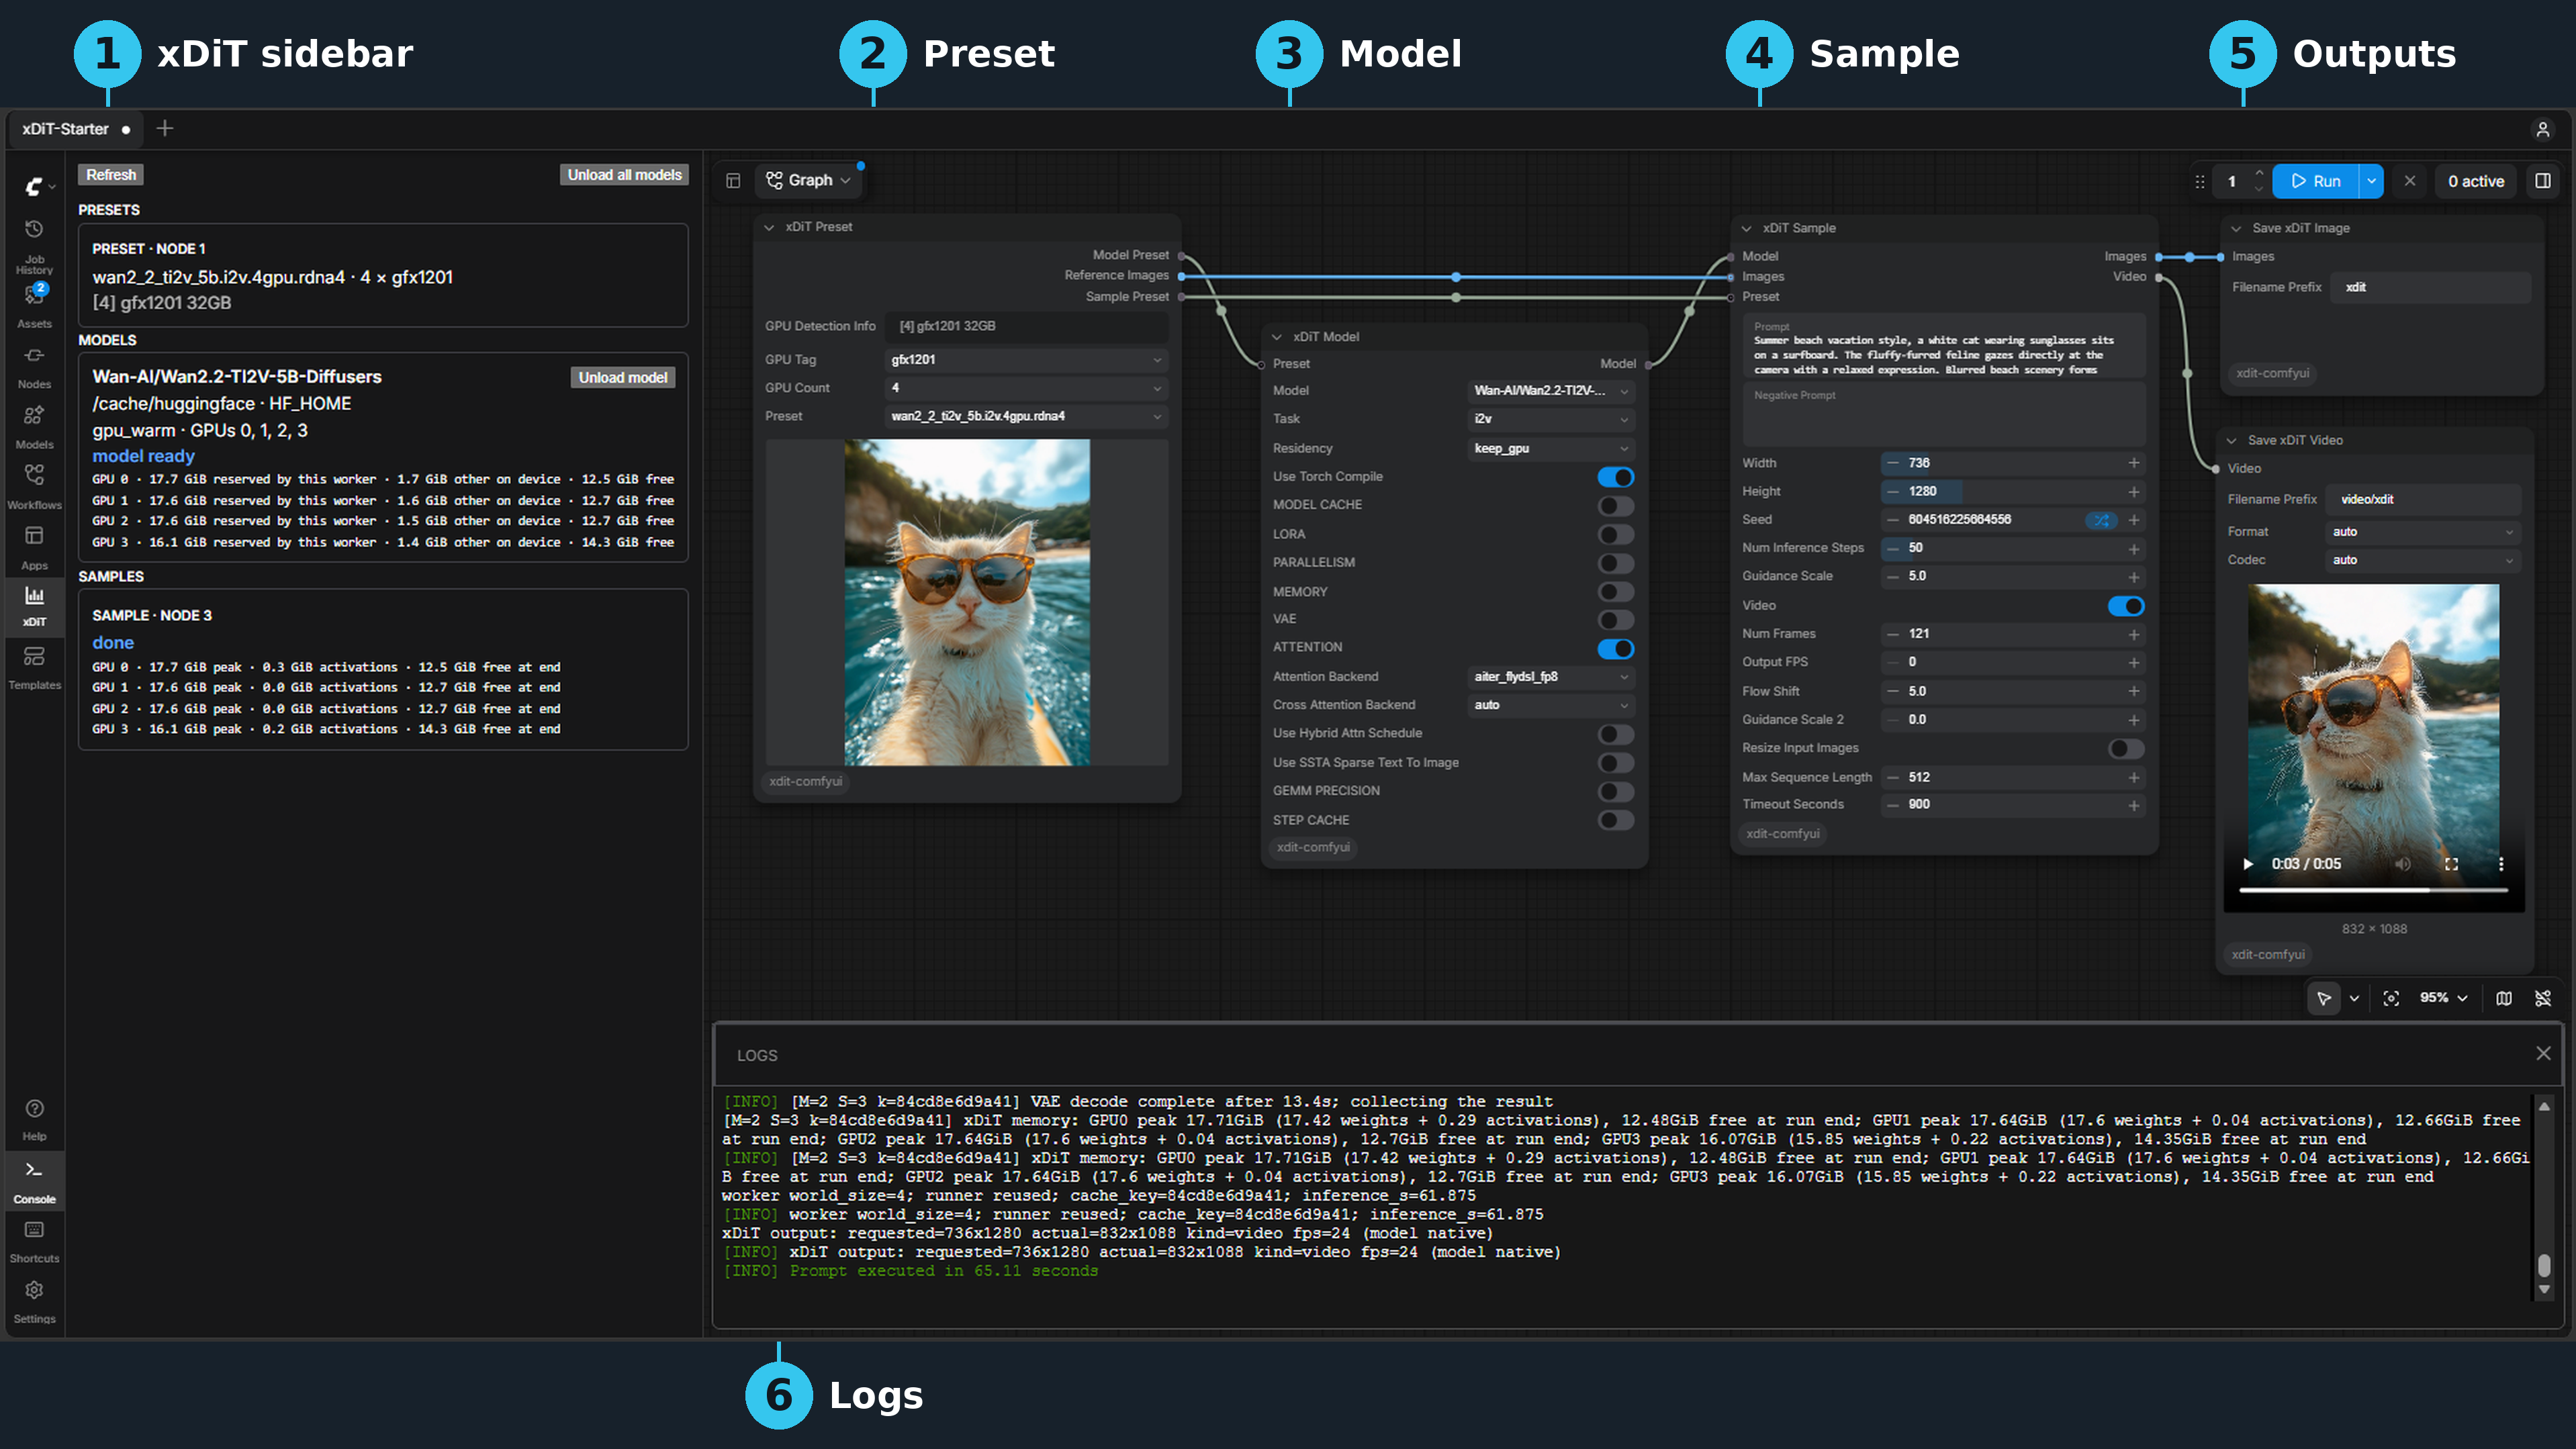 1 xDiT sidebar
2 Preset
3 Model
4 Sample
5 Outputs
xDiT-Starter
Job History
2
Assets
Nodes
Models
Workflows
Apps
xDiT
Templates
Help
Console
Shortcuts
Settings
Refresh
Unload all models
PRESETS
PRESET · NODE 1
wan2_2_ti2v_5b.i2v.4gpu.rdna4 · 4 × gfx1201
[4] gfx1201 32GB
MODELS
Wan-AI/Wan2.2-TI2V-5B-Diffusers
Unload model
/cache/huggingface · HF_HOME
gpu_warm · GPUs 0, 1, 2, 3
model ready
GPU 0 · 17.7 GiB reserved by this worker · 1.7 GiB other on device · 12.5 GiB free
GPU 1 · 17.6 GiB reserved by this worker · 1.6 GiB other on device · 12.7 GiB free
GPU 2 · 17.6 GiB reserved by this worker · 1.5 GiB other on device · 12.7 GiB free
GPU 3 · 16.1 GiB reserved by this worker · 1.4 GiB other on device · 14.3 GiB free
SAMPLES
SAMPLE · NODE 3
done
GPU 0 · 17.7 GiB peak · 0.3 GiB activations · 12.5 GiB free at end
GPU 1 · 17.6 GiB peak · 0.0 GiB activations · 12.7 GiB free at end
GPU 2 · 17.6 GiB peak · 0.0 GiB activations · 12.7 GiB free at end
GPU 3 · 16.1 GiB peak · 0.2 GiB activations · 14.3 GiB free at end
Graph
1
Run
0 active
xDiT Preset
Model Preset
Reference Images
Sample Preset
GPU Detection Info [4] gfx1201 32GB
GPU Tag gfx1201
GPU Count 4
Preset wan2_2_ti2v_5b.i2v.4gpu.rdna4
xdit-comfyui
xDiT Model
Preset Model
Model Wan-AI/Wan2.2-TI2V-...
Task i2v
Residency keep_gpu
Use Torch Compile
MODEL CACHE
LORA
PARALLELISM
MEMORY
VAE
ATTENTION
Attention Backend aiter_flydsl_fp8
Cross Attention Backend auto
Use Hybrid Attn Schedule
Use SSTA Sparse Text To Image
GEMM PRECISION
STEP CACHE
xdit-comfyui
xDiT Sample
Model Images
Images Video
Preset
Prompt
Summer beach vacation style, a white cat wearing sunglasses sits
on a surfboard. The fluffy-furred feline gazes directly at the
camera with a relaxed expression. Blurred beach scenery forms
Negative Prompt
Width 736
Height 1280
Seed 604516225664556
Num Inference Steps 50
Guidance Scale 5.0
Video
Num Frames 121
Output FPS 0
Flow Shift 5.0
Guidance Scale 2 0.0
Resize Input Images
Max Sequence Length 512
Timeout Seconds 900
xdit-comfyui
Save xDiT Image
Images
Filename Prefix xdit
xdit-comfyui
Save xDiT Video
Video
Filename Prefix video/xdit
Format auto
Codec auto
0:03 / 0:05
832 × 1088
xdit-comfyui
95%
LOGS
[INFO] [M=2 S=3 k=84cd8e6d9a41] VAE decode complete after 13.4s; collecting the result
[M=2 S=3 k=84cd8e6d9a41] xDiT memory: GPU0 peak 17.71GiB (17.42 weights + 0.29 activations), 12.48GiB free at run end; GPU1 peak 17.64GiB (17.6 weights + 0.04 activations), 12.66GiB free
at run end; GPU2 peak 17.64GiB (17.6 weights + 0.04 activations), 12.7GiB free at run end; GPU3 peak 16.07GiB (15.85 weights + 0.22 activations), 14.35GiB free at run end
[INFO] [M=2 S=3 k=84cd8e6d9a41] xDiT memory: GPU0 peak 17.71GiB (17.42 weights + 0.29 activations), 12.48GiB free at run end; GPU1 peak 17.64GiB (17.6 weights + 0.04 activations), 12.66Gi
B free at run end; GPU2 peak 17.64GiB (17.6 weights + 0.04 activations), 12.7GiB free at run end; GPU3 peak 16.07GiB (15.85 weights + 0.22 activations), 14.35GiB free at run end
worker world_size=4; runner reused; cache_key=84cd8e6d9a41; inference_s=61.875
[INFO] worker world_size=4; runner reused; cache_key=84cd8e6d9a41; inference_s=61.875
xDiT output: requested=736x1280 actual=832x1088 kind=video fps=24 (model native)
[INFO] xDiT output: requested=736x1280 actual=832x1088 kind=video fps=24 (model native)
[INFO] Prompt executed in 65.11 seconds
6 Logs